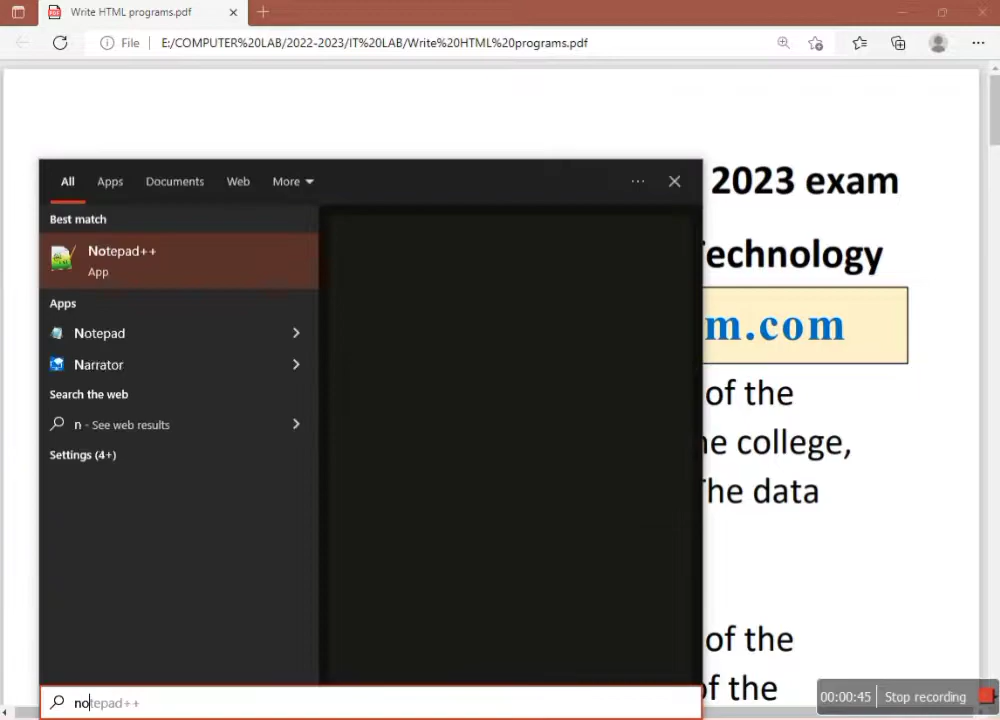 Write HTML programs.pdf
File
E:/COMPUTER%20LAB/2022-2023/IT%20LAB/Write%20HTML%20programs.pdf
2023 exam
echnology
m.com
of the
e college,
he data
of the
of the
All Apps Documents Web More
Best match
Notepad++
App
Apps
Notepad
Narrator
Search the web
n - See web results
Settings (4+)
notepad++
00:00:45 Stop recording